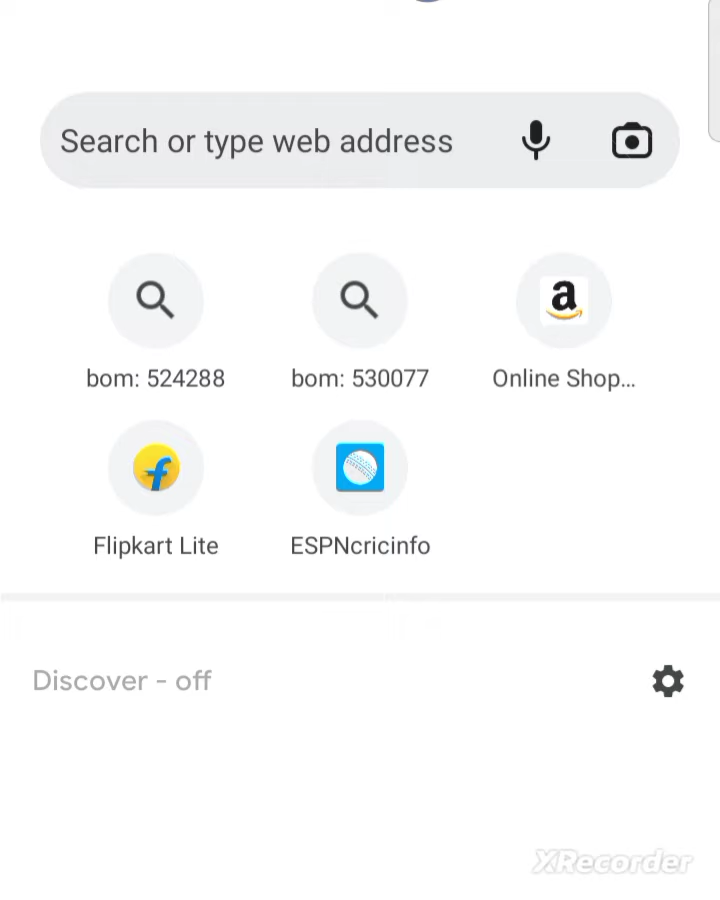 Search or type web address
bom: 524288
bom: 530077
Online Shop...
Flipkart Lite
ESPNcricinfo
Discover - off
XRecorder